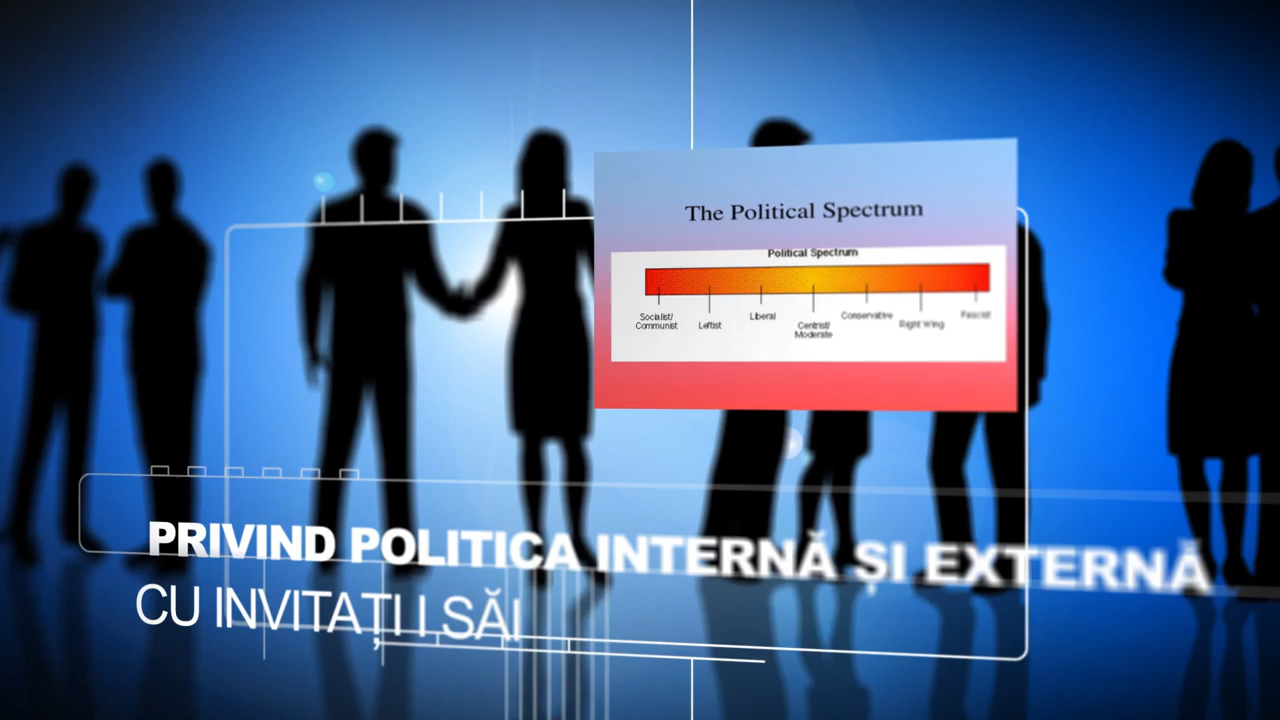 The Political Spectrum
Political Spectrum
Socialist/
Communist
Leftist
Liberal
Centrist/
Moderate
Conservative
Right Wing
Fascist
PRIVIND POLITICA INTERNĂ ȘI EXTERNĂ
CU INVITAȚI I SĂI